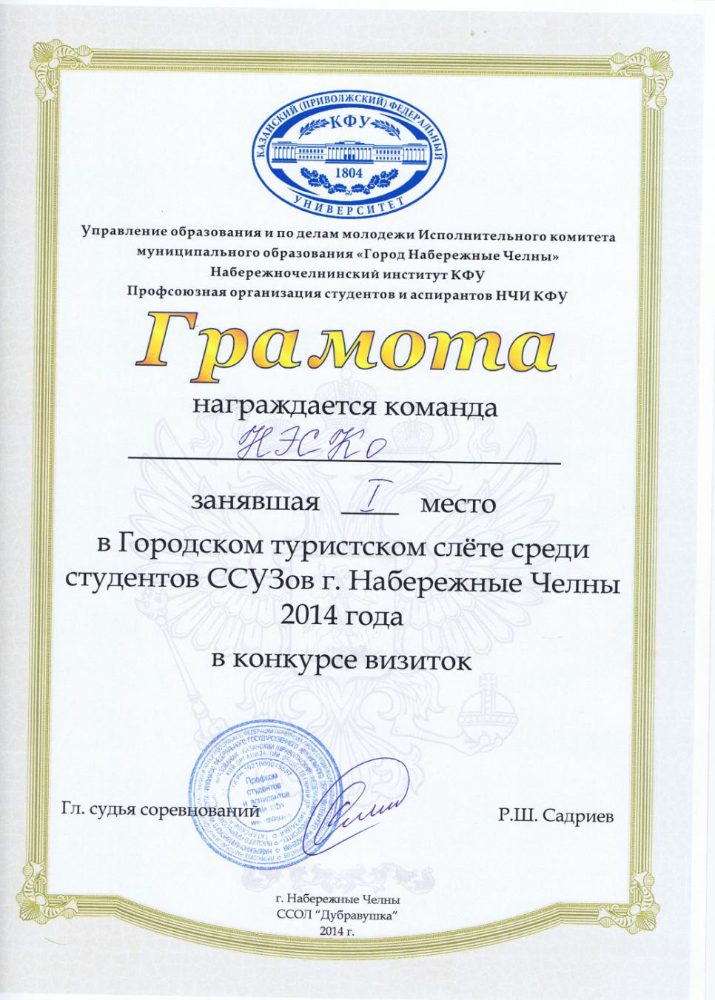 КАЗАНСКИЙ (ПРИВОЛЖСКИЙ) ФЕДЕРАЛЬНЫЙ
КФУ
1804
УНИВЕРСИТЕТ
Управление образования и по делам молодежи Исполнительного комитета
муниципального образования «Город Набережные Челны»
Набережночелнинский институт КФУ
Профсоюзная организация студентов и аспирантов НЧИ КФУ
Грамота
награждается команда
НЭСКо
занявшая I место
в Городском туристском слёте среди
студентов ССУЗов г. Набережные Челны
2014 года
в конкурсе визиток
Профком
студентов
и аспирантов
КФУ
Гл. судья соревнований
Р.Ш. Садриев
г. Набережные Челны
ССОЛ “Дубравушка”
2014 г.